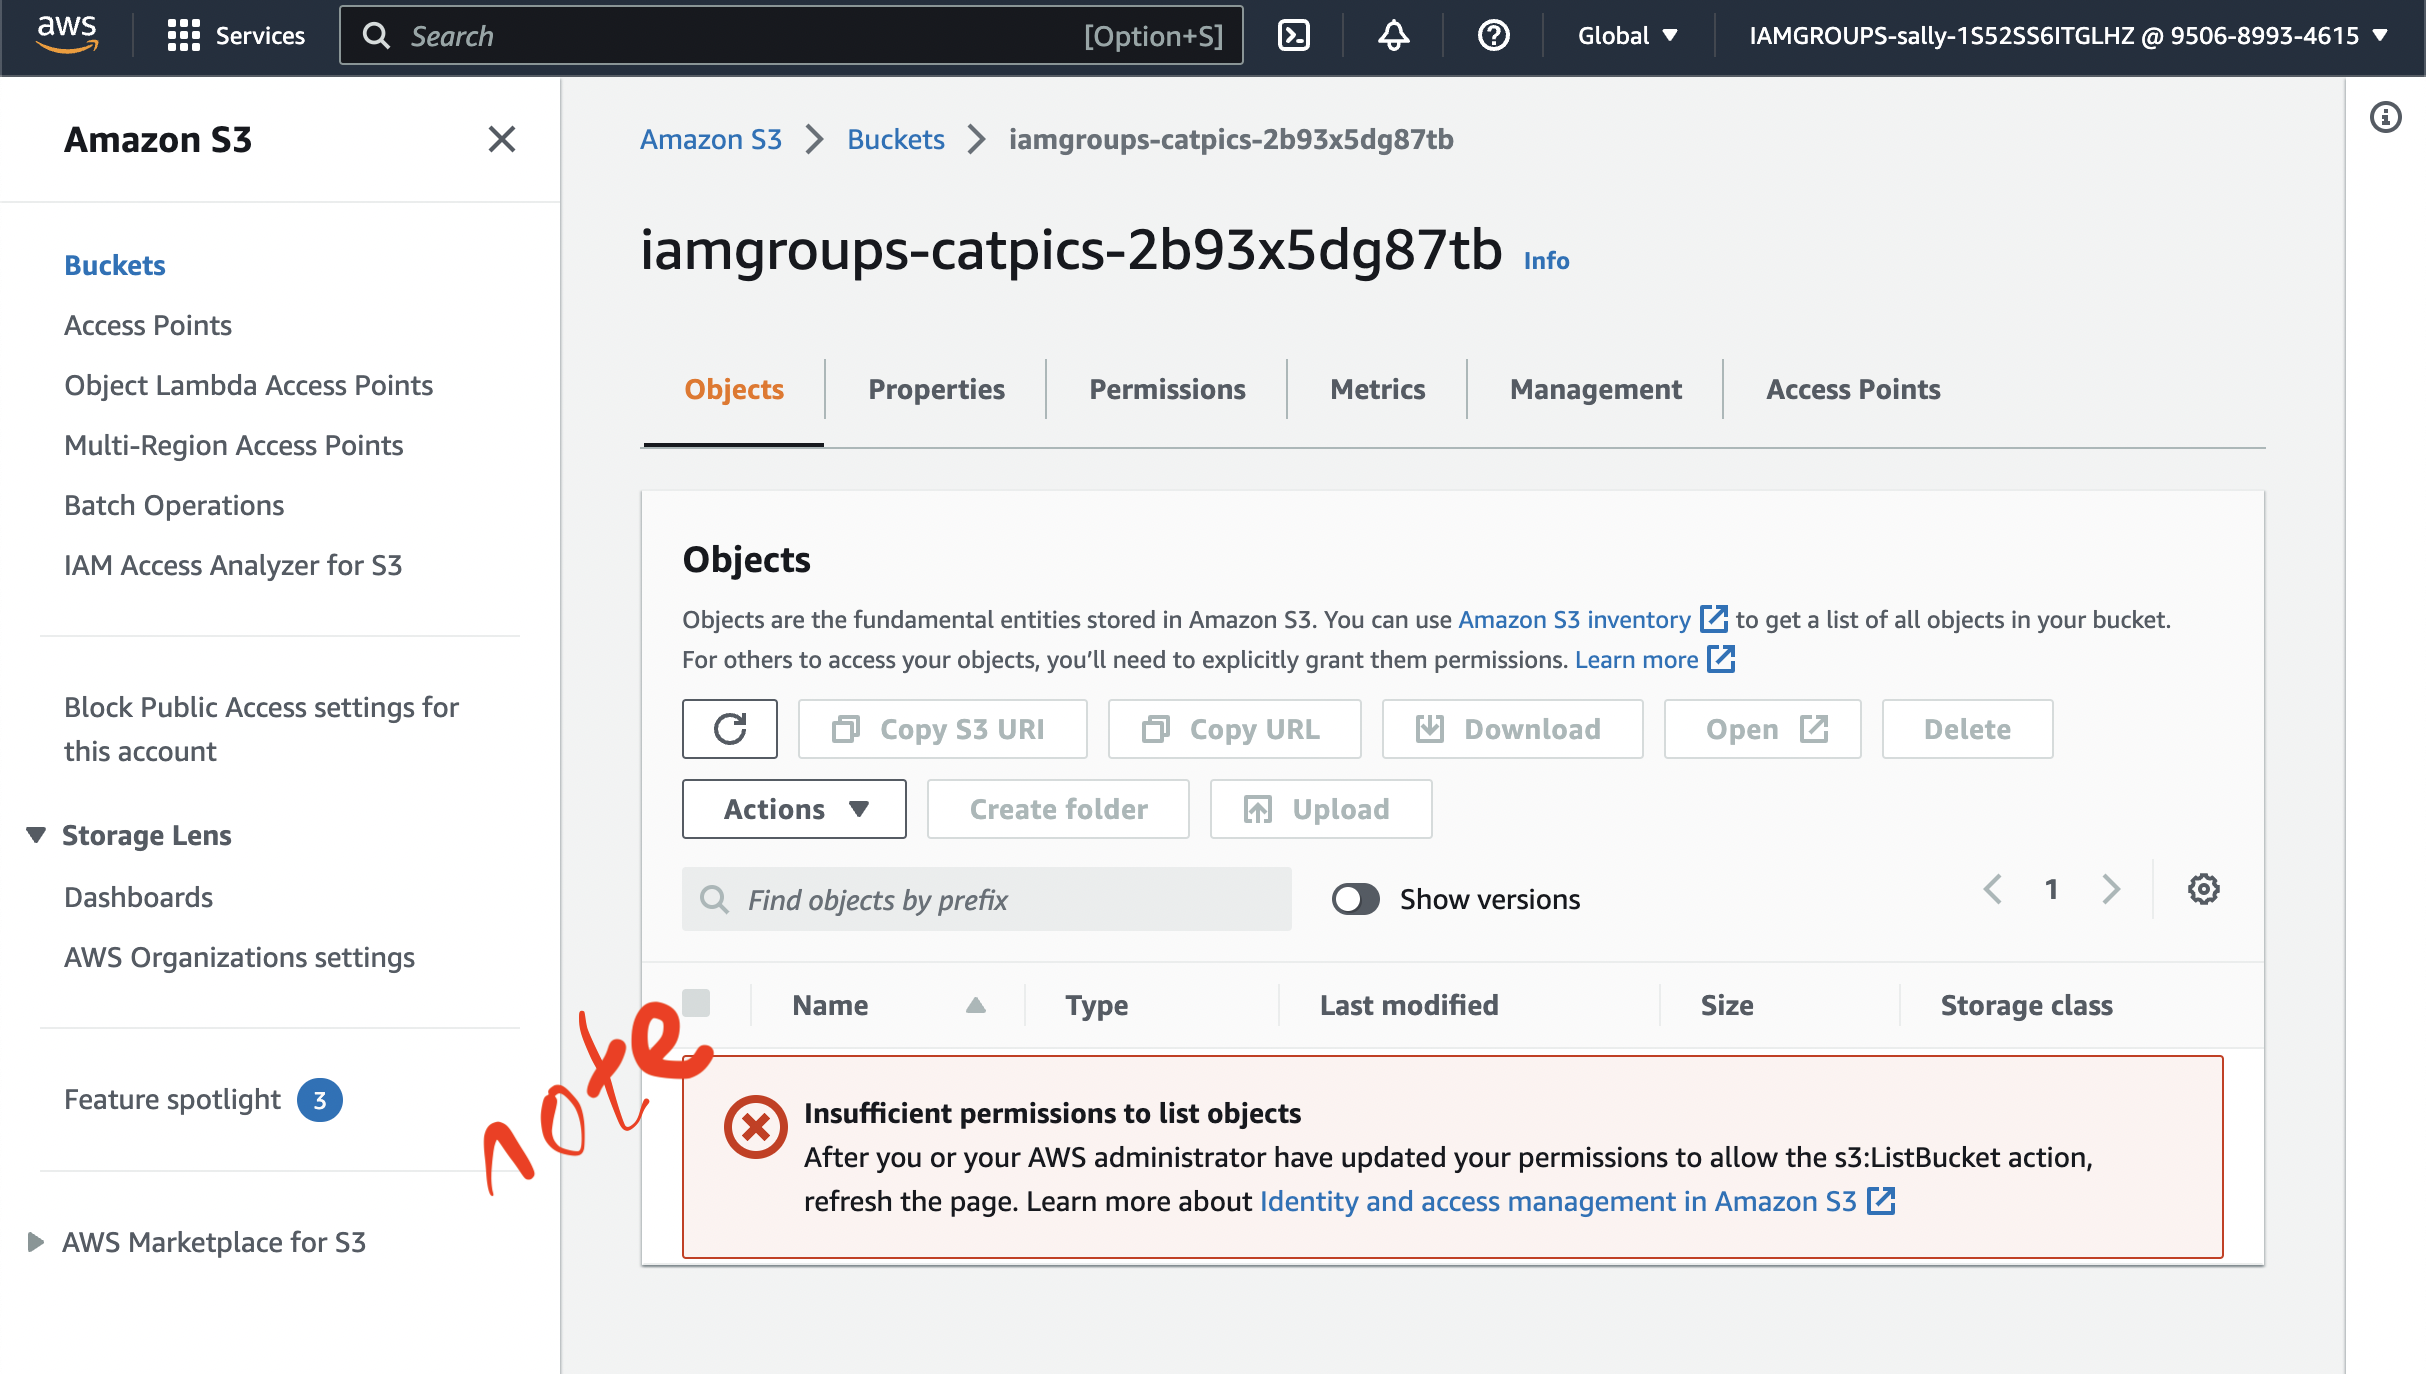 aws
Services
Search
[Option+S]
Global
IAMGROUPS-sally-1S52SS6ITGLHZ @ 9506-8993-4615
Amazon S3
Buckets
Access Points
Object Lambda Access Points
Multi-Region Access Points
Batch Operations
IAM Access Analyzer for S3
Block Public Access settings for
this account
Storage Lens
Dashboards
AWS Organizations settings
Feature spotlight 3
AWS Marketplace for S3
Amazon S3 > Buckets > iamgroups-catpics-2b93x5dg87tb
iamgroups-catpics-2b93x5dg87tb Info
Objects
Properties
Permissions
Metrics
Management
Access Points
Objects
Objects are the fundamental entities stored in Amazon S3. You can use Amazon S3 inventory to get a list of all objects in your bucket.
For others to access your objects, you’ll need to explicitly grant them permissions. Learn more
Copy S3 URI
Copy URL
Download
Open
Delete
Actions
Create folder
Upload
Find objects by prefix
Show versions
1
Name
Type
Last modified
Size
Storage class
note
Insufficient permissions to list objects
After you or your AWS administrator have updated your permissions to allow the s3:ListBucket action,
refresh the page. Learn more about Identity and access management in Amazon S3